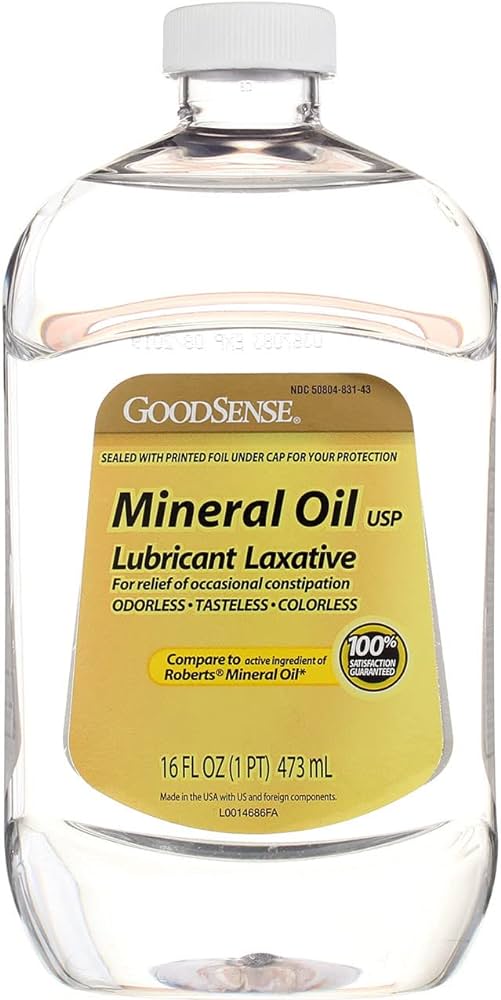 NDC 50804-831-43
GOODSENSE®
SEALED WITH PRINTED FOIL UNDER CAP FOR YOUR PROTECTION
Mineral Oil USP
Lubricant Laxative
For relief of occasional constipation
ODORLESS • TASTELESS • COLORLESS
Compare to active ingredient of
Roberts® Mineral Oil*
100%
SATISFACTION
GUARANTEED
16 FL OZ (1 PT) 473 mL
Made in the USA with US and foreign components.
L0014686FA